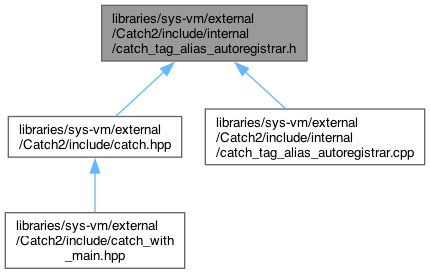 libraries/sys-vm/external
/Catch2/include/internal
/catch_tag_alias_autoregistrar.h
libraries/sys-vm/external
/Catch2/include/catch.hpp
libraries/sys-vm/external
/Catch2/include/internal
/catch_tag_alias_autoregistrar.cpp
libraries/sys-vm/external
/Catch2/include/catch_with
_main.hpp